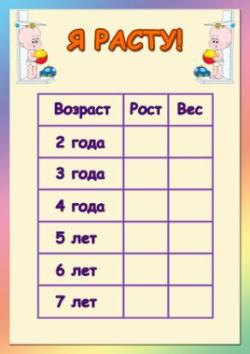 Я РАСТУ!
Возраст Рост Вес
2 года
3 года
4 года
5 лет
6 лет
7 лет